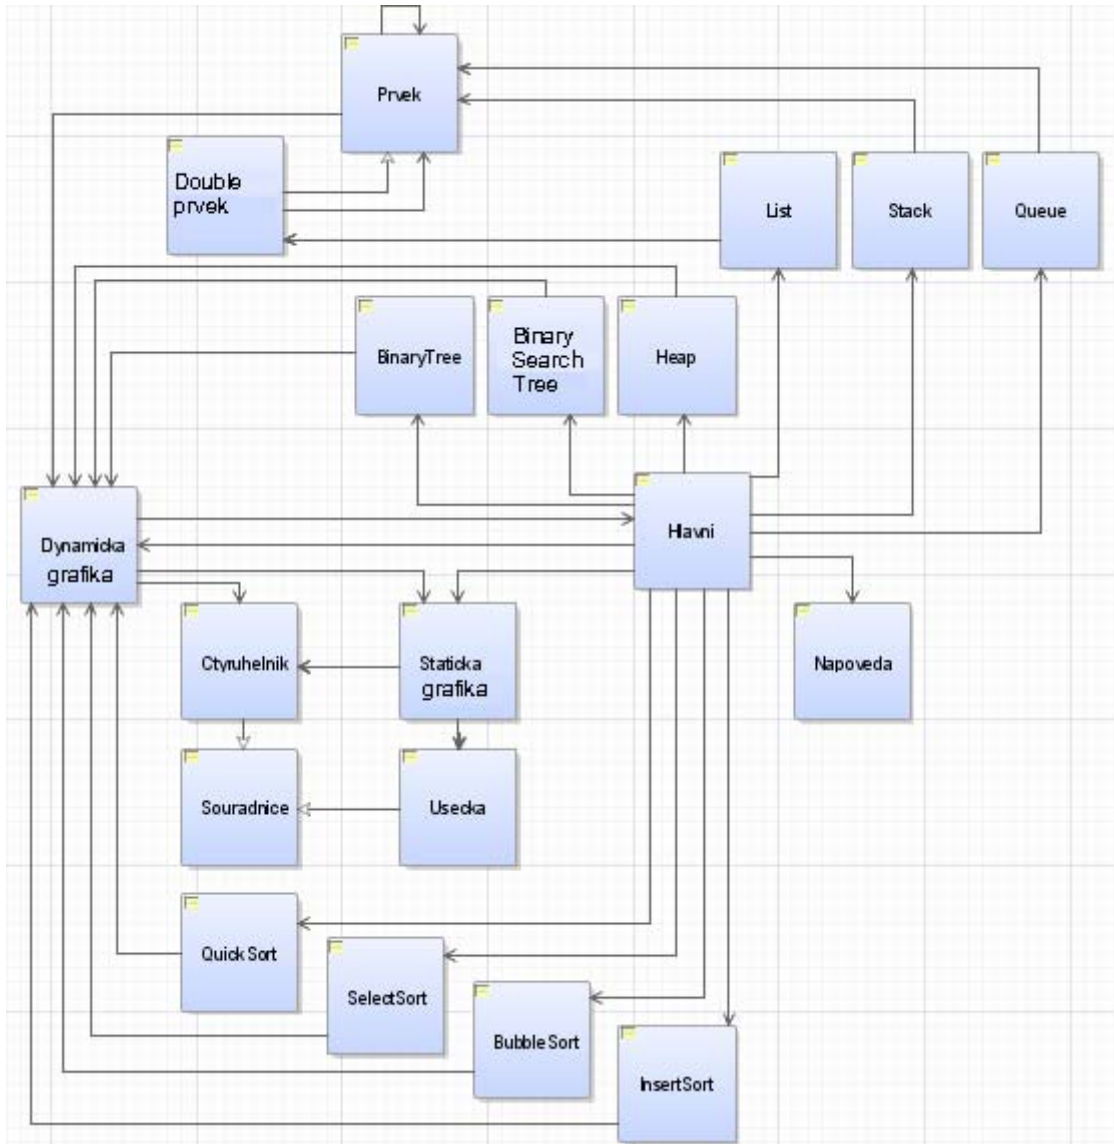 Prvek
Double
prvek
List
Stack
Queue
BinaryTree
Binary
Search
Tree
Heap
Dynamicka
grafika
Hlavni
Ctyruhelnik
Staticka
grafika
Napoveda
Souradnice
Usecka
QuickSort
SelectSort
BubbleSort
InsertSort